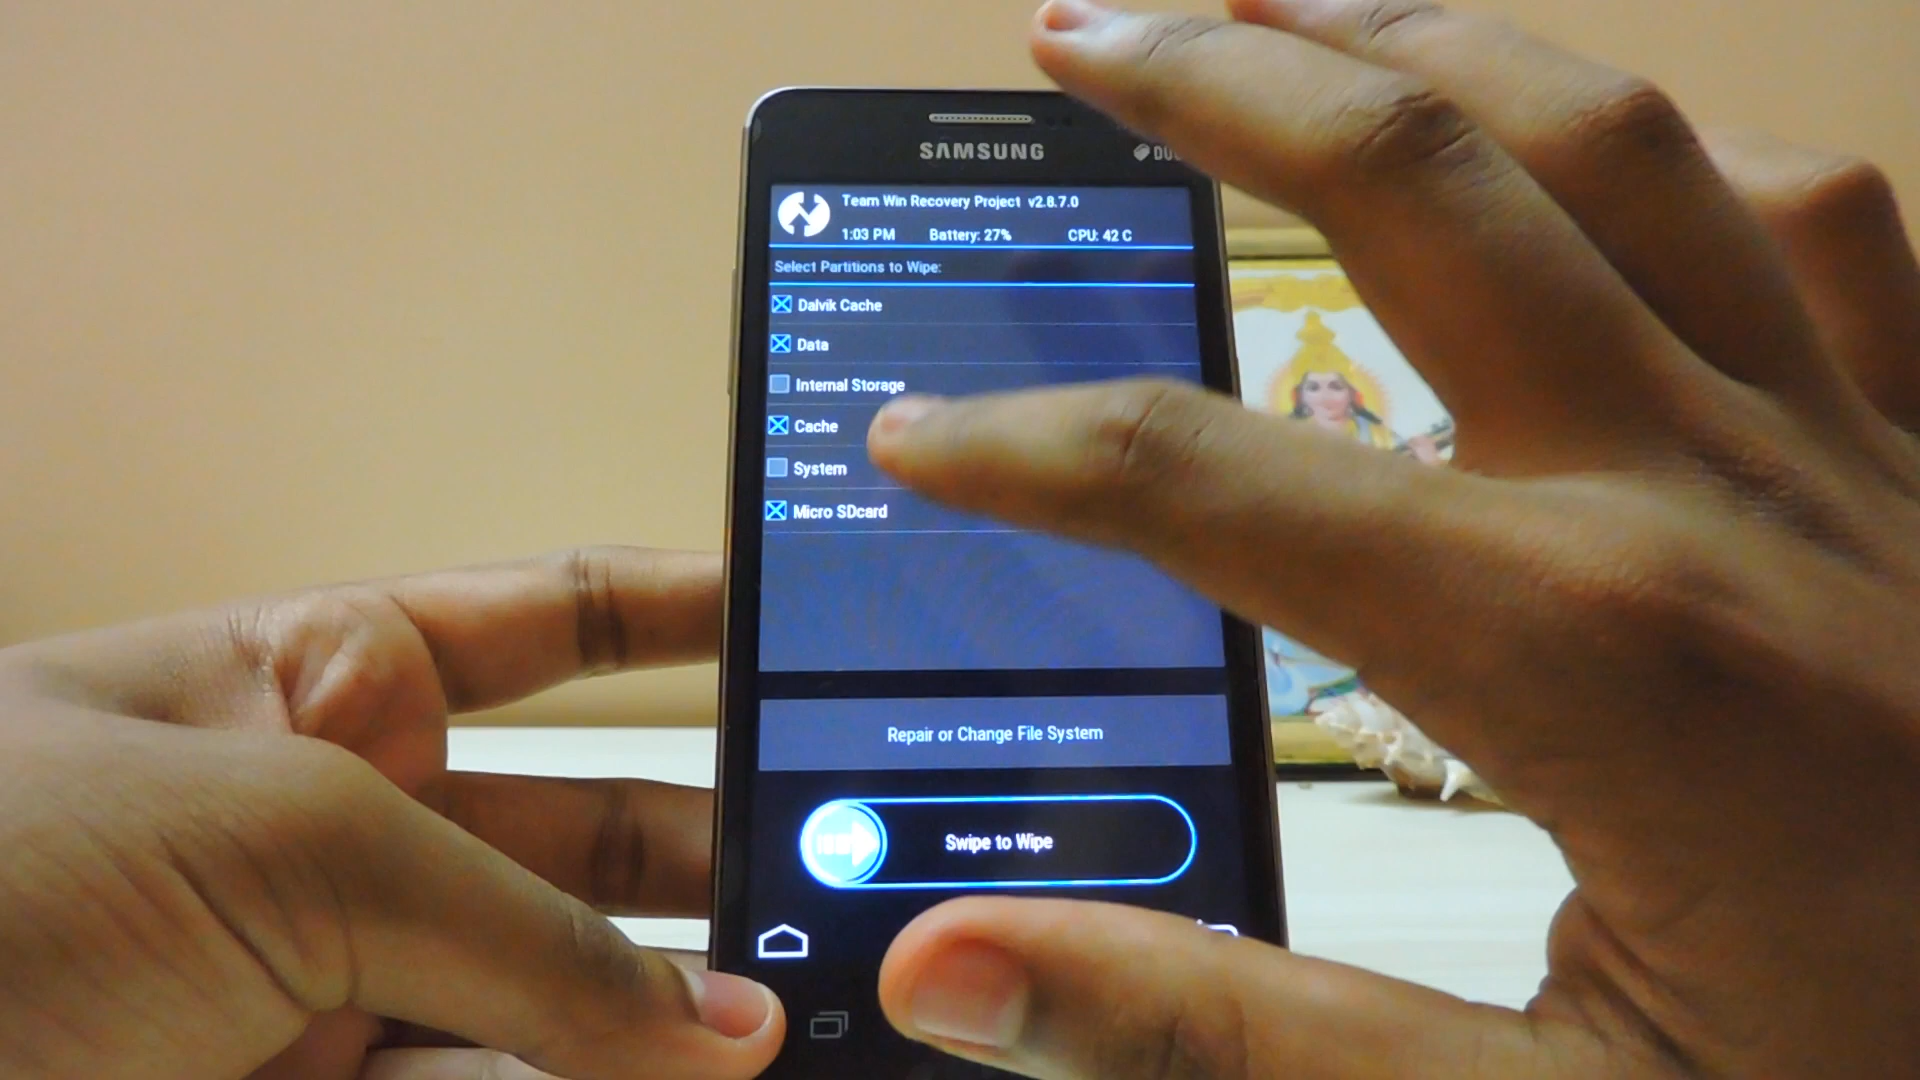 SAMSUNG
Team Win Recovery Project v2.8.7.0
1:03 PM Battery: 27% CPU: 42 C
Select Partitions to Wipe:
Dalvik Cache
Data
Internal Storage
Cache
System
Micro SDcard
Repair or Change File System
Swipe to Wipe